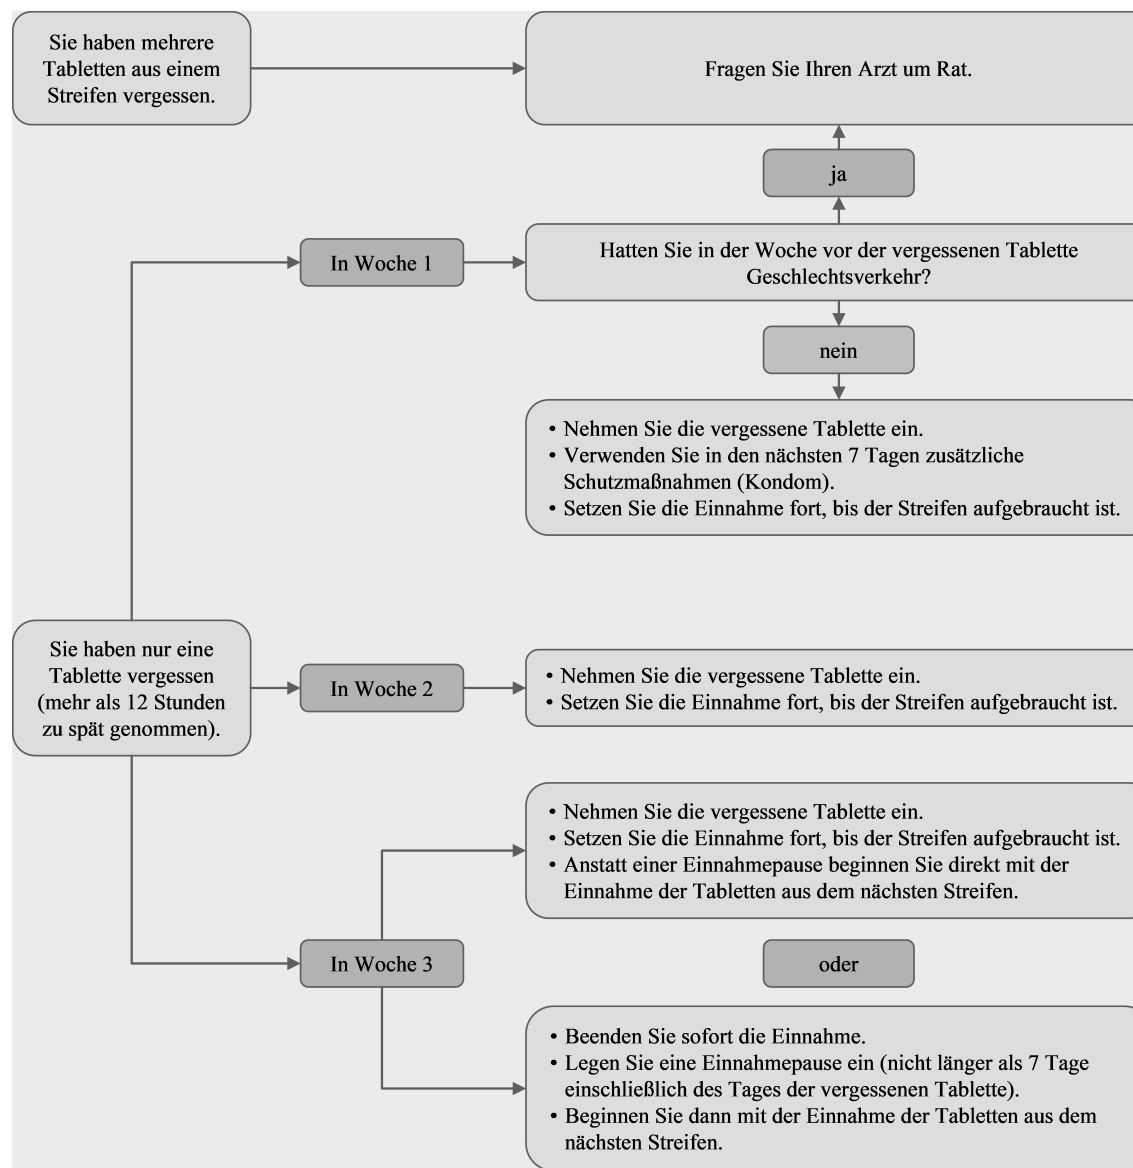 Sie haben mehrere
Tabletten aus einem
Streifen vergessen.
Fragen Sie Ihren Arzt um Rat.
ja
In Woche 1
Hatten Sie in der Woche vor der vergessenen Tablette
Geschlechtsverkehr?
nein
• Nehmen Sie die vergessene Tablette ein.
• Verwenden Sie in den nächsten 7 Tagen zusätzliche
Schutzmaßnahmen (Kondom).
• Setzen Sie die Einnahme fort, bis der Streifen aufgebraucht ist.
Sie haben nur eine
Tablette vergessen
(mehr als 12 Stunden
zu spät genommen).
In Woche 2
• Nehmen Sie die vergessene Tablette ein.
• Setzen Sie die Einnahme fort, bis der Streifen aufgebraucht ist.
• Nehmen Sie die vergessene Tablette ein.
• Setzen Sie die Einnahme fort, bis der Streifen aufgebraucht ist.
• Anstatt einer Einnahmepause beginnen Sie direkt mit der
Einnahme der Tabletten aus dem nächsten Streifen.
In Woche 3
oder
• Beenden Sie sofort die Einnahme.
• Legen Sie eine Einnahmepause ein (nicht länger als 7 Tage
einschließlich des Tages der vergessenen Tablette).
• Beginnen Sie dann mit der Einnahme der Tabletten aus dem
nächsten Streifen.